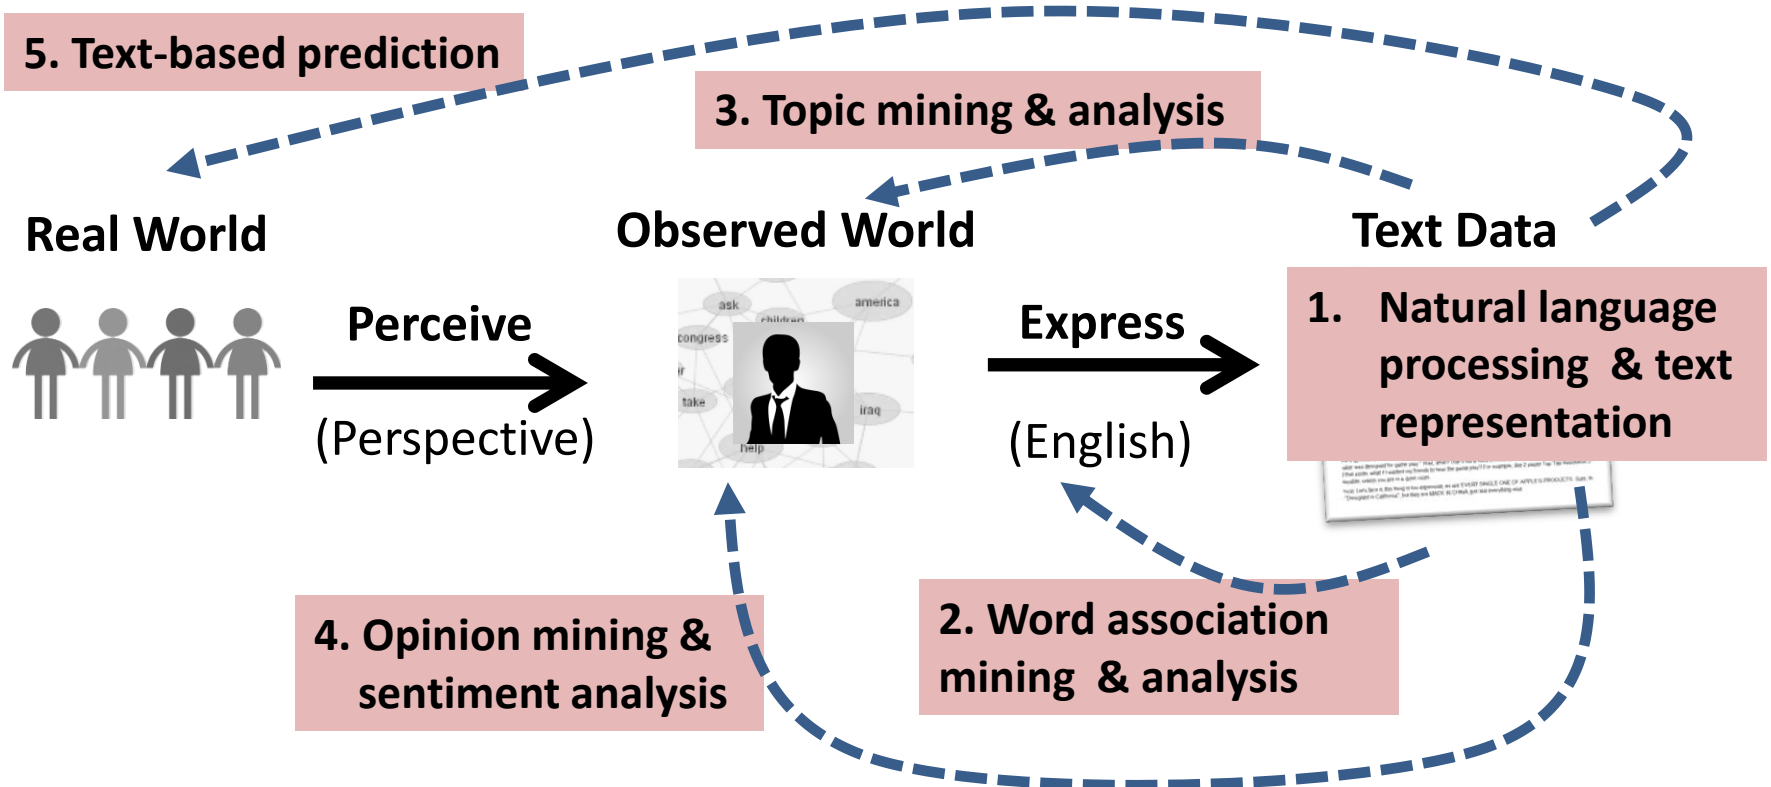 5. Text-based prediction
3. Topic mining & analysis
Real World
Observed World
Text Data
Perceive
(Perspective)
ask
america
children
congress
take
iraq
help
Express
(English)
1. Natural language
processing & text
representation
4. Opinion mining &
sentiment analysis
2. Word association
mining & analysis